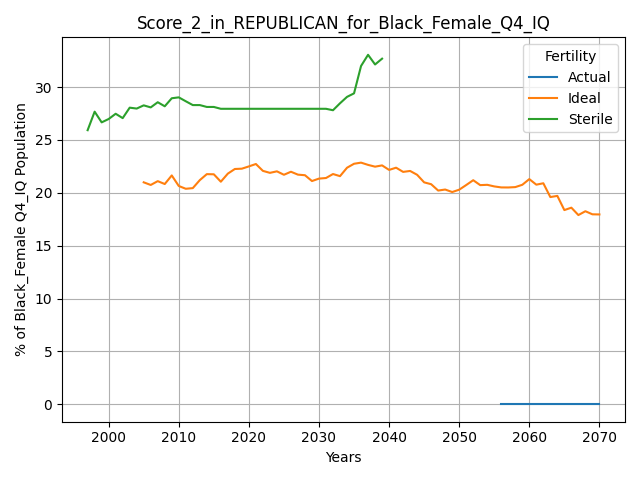 Score_2_in_REPUBLICAN_for_Black_Female_Q4_IQ
% of Black_Female Q4_IQ Population
30
25
20
15
10
5
0
Fertility
Actual
Ideal
Sterile
2000 2010 2020 2030 2040 2050 2060 2070
Years